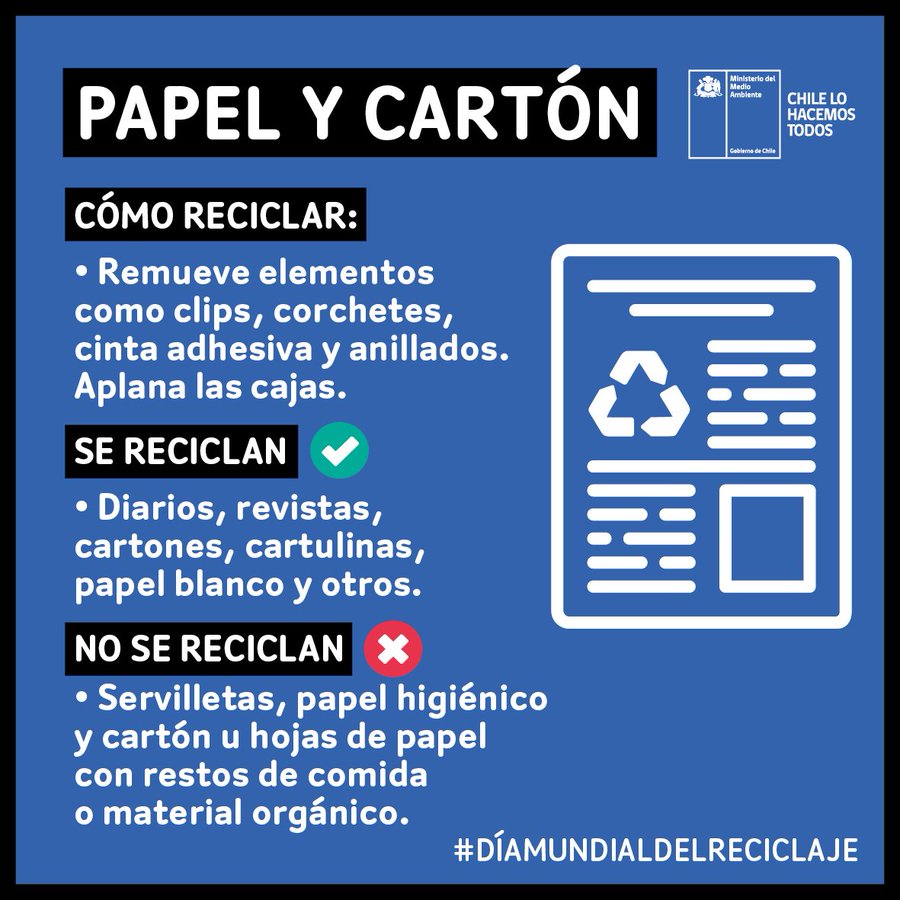 PAPEL Y CARTÓN
Ministerio del
Medio
Ambiente
Gobierno de Chile
CHILE LO
HACEMOS
TODOS
CÓMO RECICLAR:
• Remueve elementos
como clips, corchetes,
cinta adhesiva y anillados.
Aplana las cajas.
SE RECICLAN
• Diarios, revistas,
cartones, cartulinas,
papel blanco y otros.
NO SE RECICLAN
• Servilletas, papel higiénico
y cartón u hojas de papel
con restos de comida
o material orgánico.
#DÍAMUNDIALDELRECICLAJE